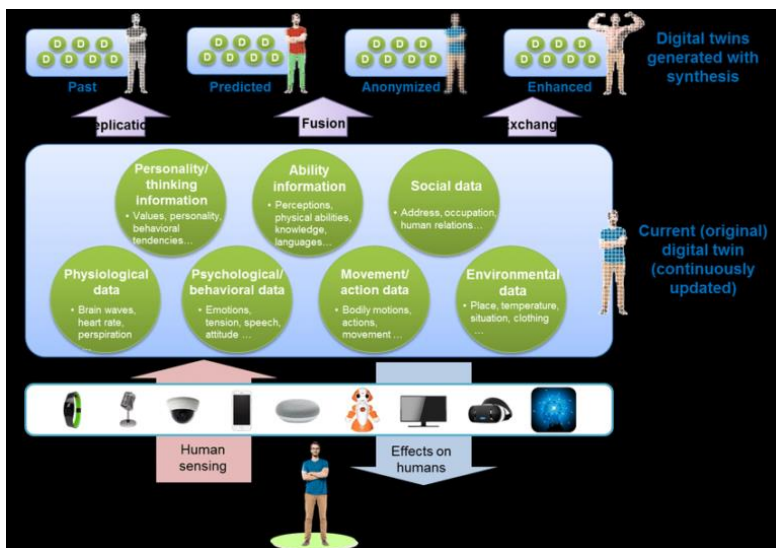 D D D
D D D D
Past
D D D
D D D D
Predicted
D D D
D D D D
Anonymized
D D D
D D D D
Enhanced
Digital twins
generated with
synthesis
eplication
Fusion
Exchang
Personality/
thinking
information
• Values, personality,
behavioral
tendencies…
Ability
information
• Perceptions,
physical abilities,
knowledge,
languages…
Social data
• Address, occupation,
human relations…
Physiological
data
• Brain waves,
heart rate,
perspiration
…
Psychological/
behavioral data
• Emotions,
tension, speech,
attitude …
Movement/
action data
• Bodily motions,
actions,
movement …
Environmental
data
• Place, temperature,
situation, clothing
…
Current (original)
digital twin
(continuously
updated)
Human
sensing
Effects on
humans